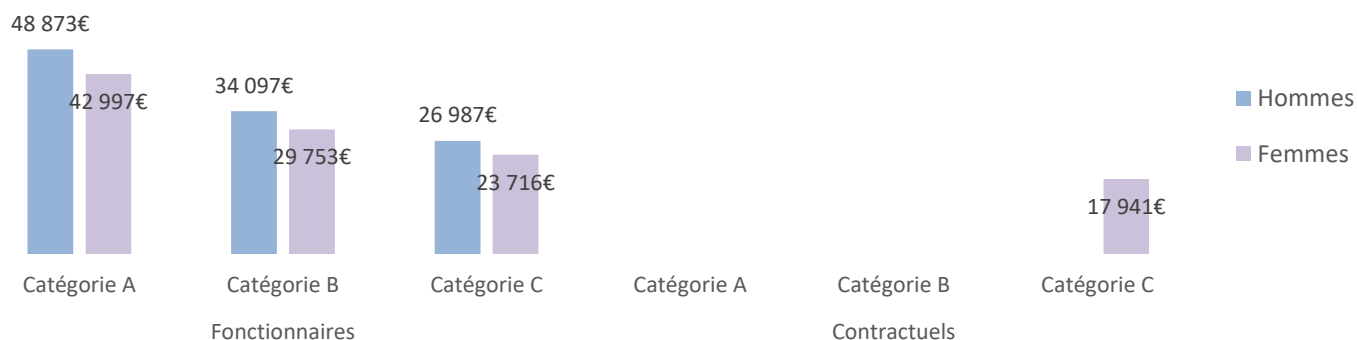 48 873€
42 997€
34 097€
29 753€
26 987€
23 716€
17 941€
Hommes
Femmes
Catégorie A
Catégorie B
Catégorie C
Catégorie A
Catégorie B
Catégorie C
Fonctionnaires
Contractuels